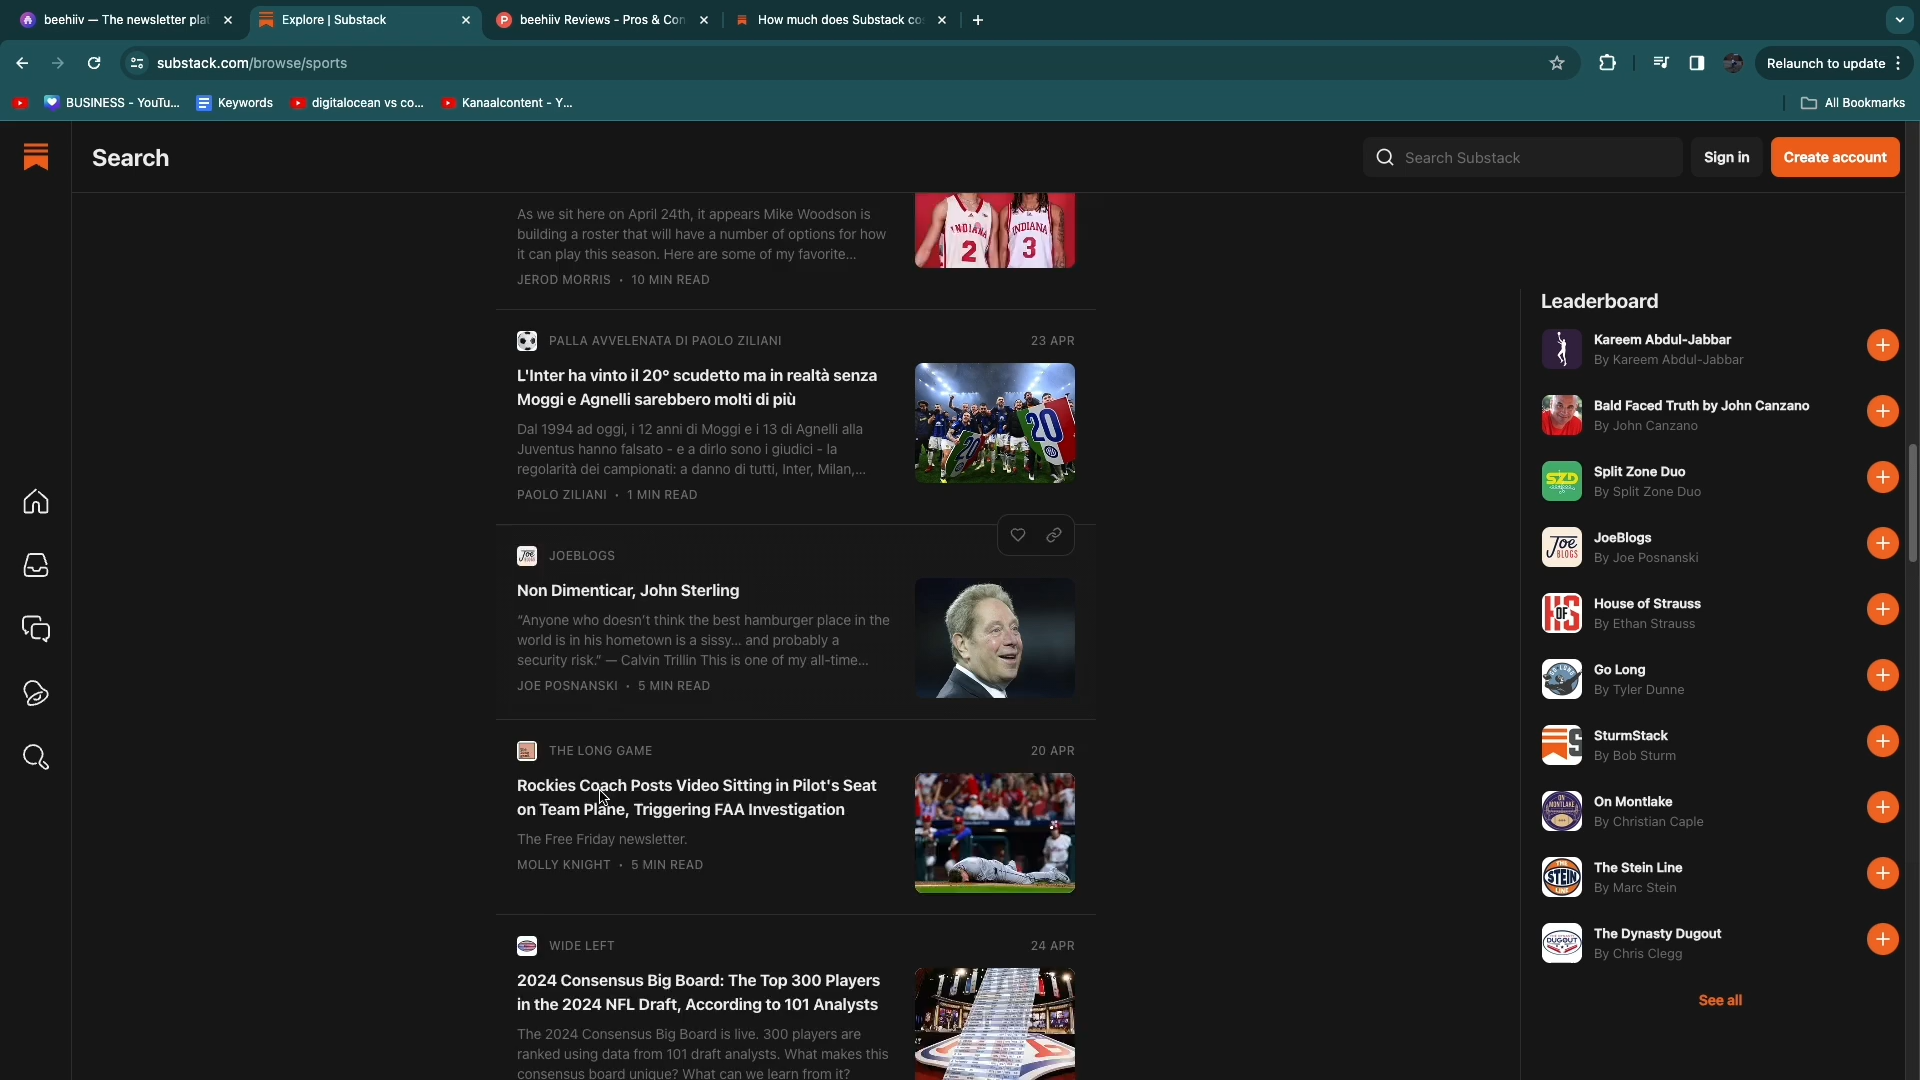 beehiiv — The newsletter plat
Explore | Substack
beehiiv Reviews - Pros & Con
How much does Substack co
substack.com/browse/sports
Relaunch to update
BUSINESS - YouTu...
Keywords
digitalocean vs co...
Kanaalcontent - Y...
All Bookmarks
Search
Search Substack
Sign in
Create account
INDIANA
2
INDIANA
3
As we sit here on April 24th, it appears Mike Woodson is
building a roster that will have a number of options for how
it can play this season. Here are some of my favorite...
JEROD MORRIS • 10 MIN READ
PALLA AVVELENATA DI PAOLO ZILIANI
23 APR
L'Inter ha vinto il 20º scudetto ma in realtà senza
Moggi e Agnelli sarebbero molti di più
Dal 1994 ad oggi, i 12 anni di Moggi e i 13 di Agnelli alla
Juventus hanno falsato - e a dirlo sono i giudici - la
regolarità dei campionati: a danno di tutti, Inter, Milan,...
PAOLO ZILIANI • 1 MIN READ
20
JOEBLOGS
Non Dimenticar, John Sterling
“Anyone who doesn't think the best hamburger place in the
world is in his hometown is a sissy... and probably a
security risk.” — Calvin Trillin This is one of my all-time...
JOE POSNANSKI • 5 MIN READ
THE LONG GAME
20 APR
Rockies Coach Posts Video Sitting in Pilot's Seat
on Team Plane, Triggering FAA Investigation
The Free Friday newsletter.
MOLLY KNIGHT • 5 MIN READ
WIDE LEFT
24 APR
2024 Consensus Big Board: The Top 300 Players
in the 2024 NFL Draft, According to 101 Analysts
The 2024 Consensus Big Board is live. 300 players are
ranked using data from 101 draft analysts. What makes this
consensus board unique? What can we learn from it?
Leaderboard
Kareem Abdul-Jabbar
By Kareem Abdul-Jabbar
Bald Faced Truth by John Canzano
By John Canzano
SZD
Split Zone Duo
By Split Zone Duo
Joe
BLOGS
JoeBlogs
By Joe Posnanski
H OF S
House of Strauss
By Ethan Strauss
Go Long
By Tyler Dunne
S
SturmStack
By Bob Sturm
On Montlake
By Christian Caple
THE
STEIN
LINE
The Stein Line
By Marc Stein
DUGOUT
The Dynasty Dugout
By Chris Clegg
See all